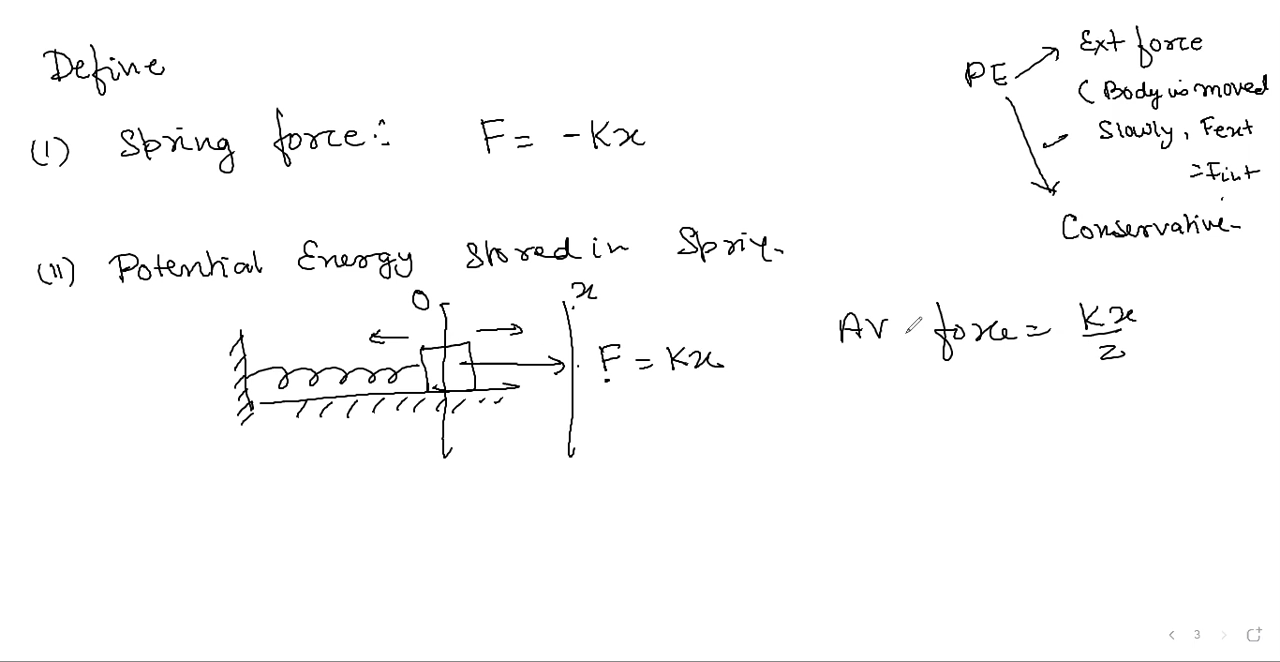 Define
(I) Spring force:- F = -Kx
(II) Potential Energy stored in
O x
F = Kx
PE Ext force
( Body is moved
Slowly, Fext
= Fint
Conservative-
AV. force = Kx/2
3